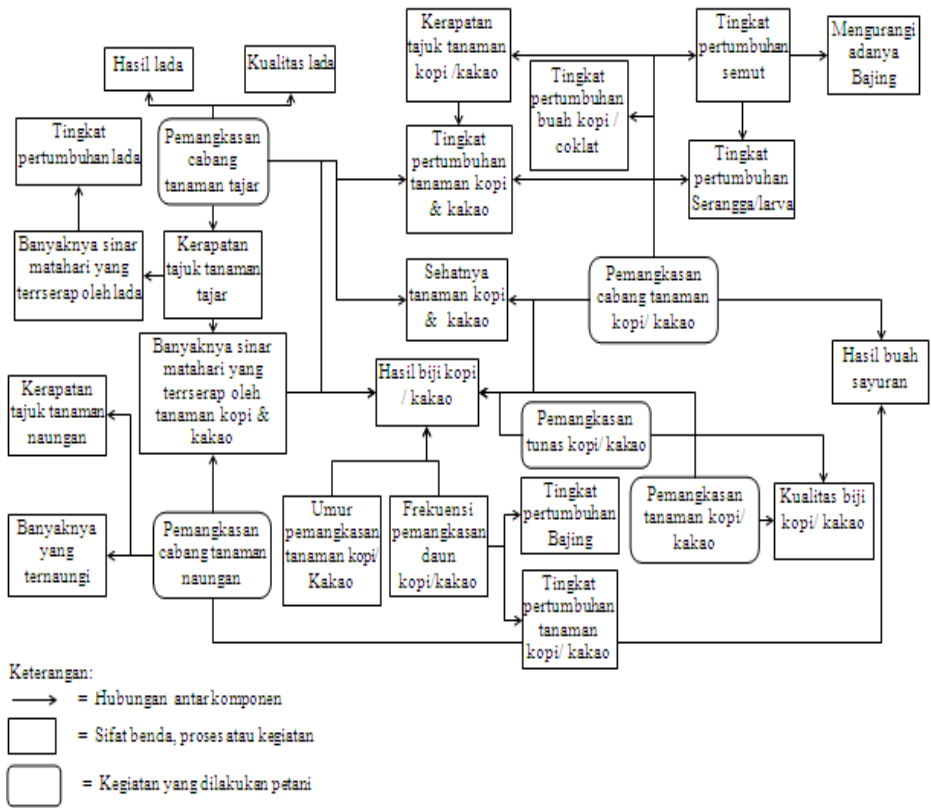 Hasil lada
Kualitas lada
Kerapatan
tajuk tanaman
kopi /kakao
Tingkat
pertumbuhan
semut
Mengurangi
adanya
Bajing
Tingkat
pertumbuhan
buah kopi /
coklat
Tingkat
pertumbuhan lada
Pemangkasan
cabang
tanaman tajar
Tingkat
pertumbuhan
tanaman kopi
& kakao
Tingkat
pertumbuhan
Serangga/larva
Banyaknya sinar
matahari yang
terrserap oleh lada
Kerapatan
tajuk tanaman
tajar
Sehatnya
tanaman kopi
& kakao
Pemangkasan
cabang tanaman
kopi/ kakao
Banyaknya sinar
matahari yang
terrserap oleh
tanaman kopi &
kakao
Hasil biji kopi
/ kakao
Hasil buah
sayuran
Kerapatan
tajuk tanaman
naungan
Pemangkasan
tunas kopi/ kakao
Banyaknya
yang
ternaungi
Pemangkasan
cabang tanaman
naungan
Umur
pemangkasan
tanaman kopi/
Kakao
Frekuensi
pemangkasan
daun
kopi/kakao
Tingkat
pertumbuhan
Bajing
Pemangkasan
tanaman kopi/
kakao
Kualitas biji
kopi/ kakao
Tingkat
pertumbuhan
tanaman
kopi/ kakao
Keterangan:
= Hubungan antar komponen
= Sifat benda, proses atau kegiatan
= Kegiatan yang dilakukan petani